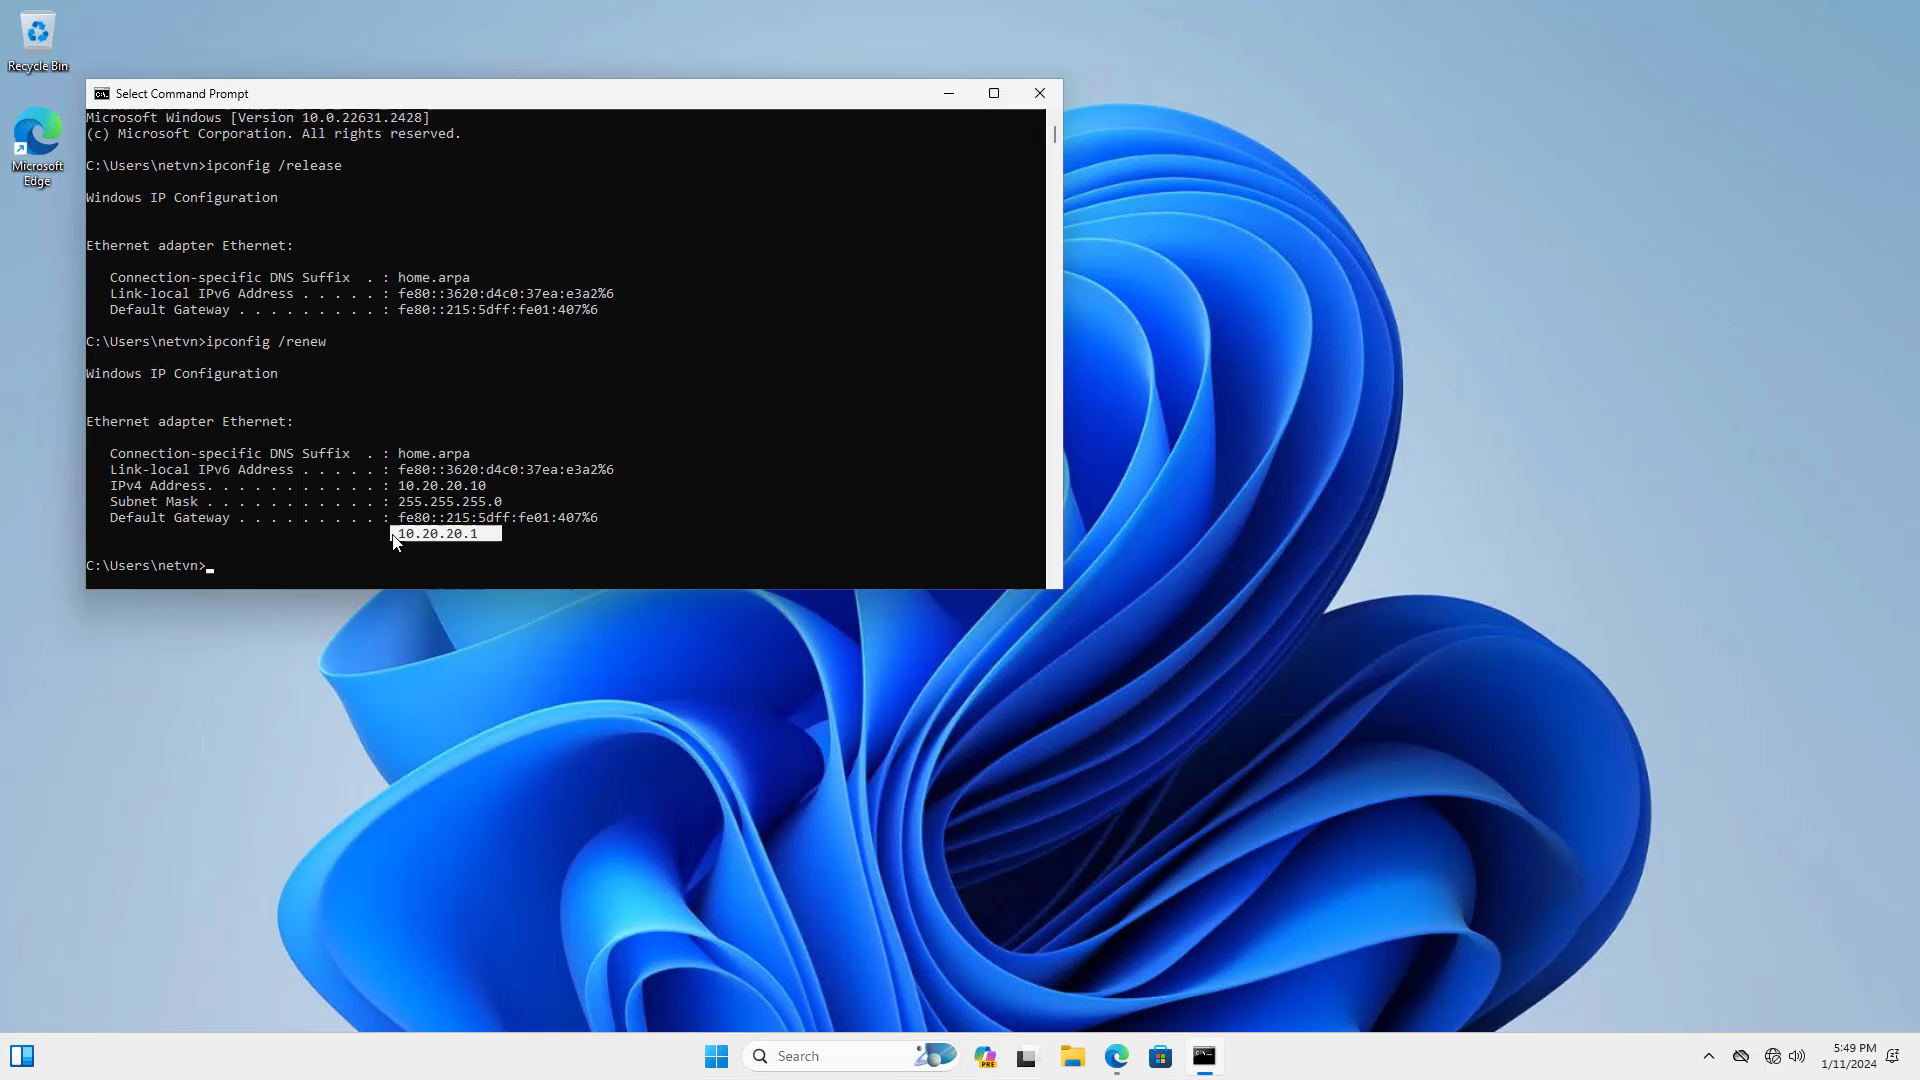 Recycle Bin
Microsoft
Edge
Select Command Prompt
Microsoft Windows [Version 10.0.22631.2428]
(c) Microsoft Corporation. All rights reserved.
C:\Users\netvn>ipconfig /release
Windows IP Configuration
Ethernet adapter Ethernet:
Connection-specific DNS Suffix  . : home.arpa
Link-local IPv6 Address . . . . . : fe80::3620:d4c0:37ea:e3a2%6
Default Gateway . . . . . . . . . : fe80::215:5dff:fe01:407%6
C:\Users\netvn>ipconfig /renew
Windows IP Configuration
Ethernet adapter Ethernet:
Connection-specific DNS Suffix  . : home.arpa
Link-local IPv6 Address . . . . . : fe80::3620:d4c0:37ea:e3a2%6
IPv4 Address. . . . . . . . . . . : 10.20.20.10
Subnet Mask . . . . . . . . . . . : 255.255.255.0
Default Gateway . . . . . . . . . : fe80::215:5dff:fe01:407%6
10.20.20.1
C:\Users\netvn>
Search
PRE
5:49 PM
1/11/2024